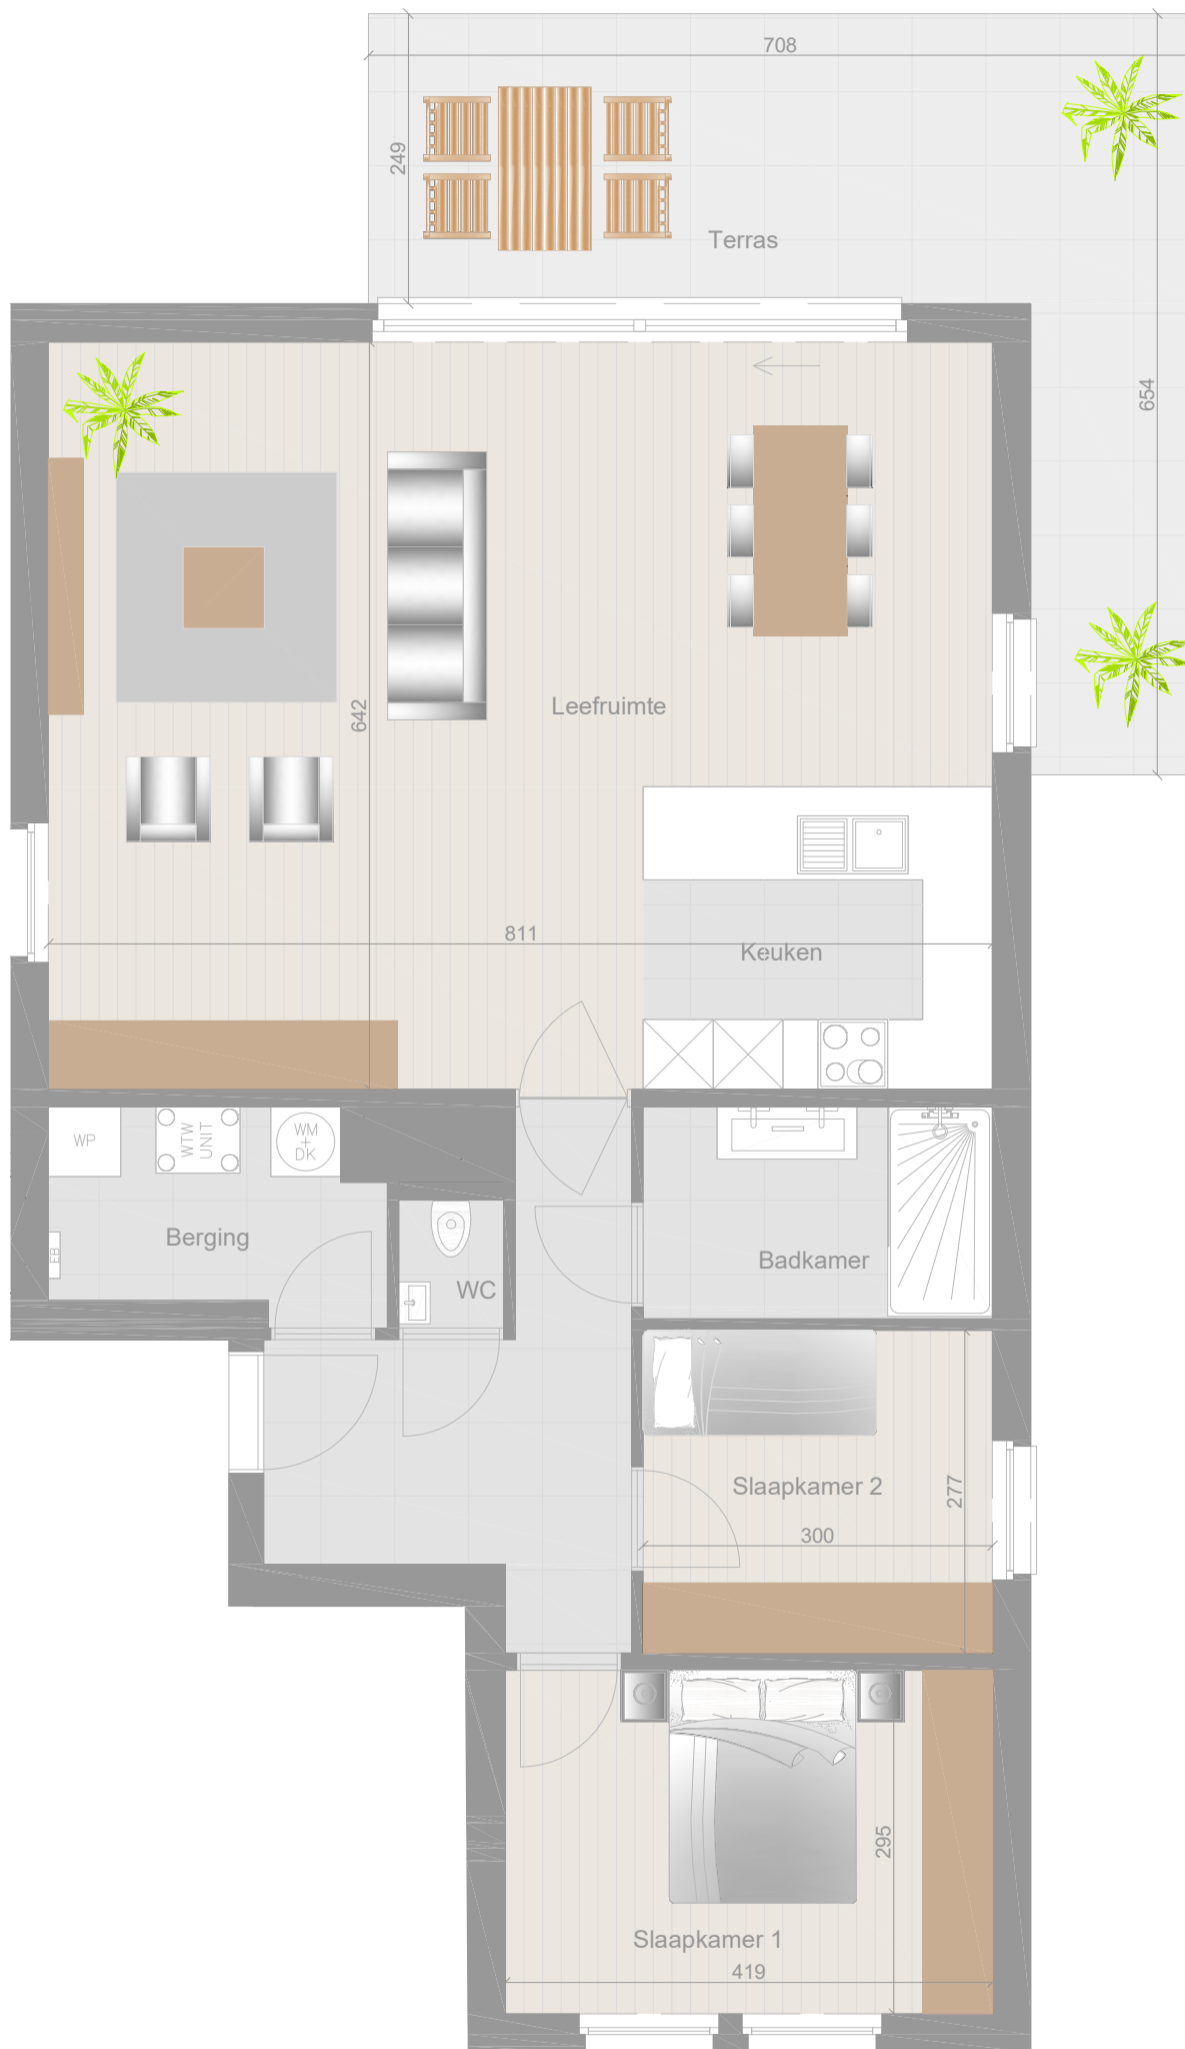 708
249
Terras
654
642
Leefruimte
811
Keuken
WP
WTW
UNIT
WM
+
DK
EB
Berging
WC
Badkamer
Slaapkamer 2
277
300
295
Slaapkamer 1
419